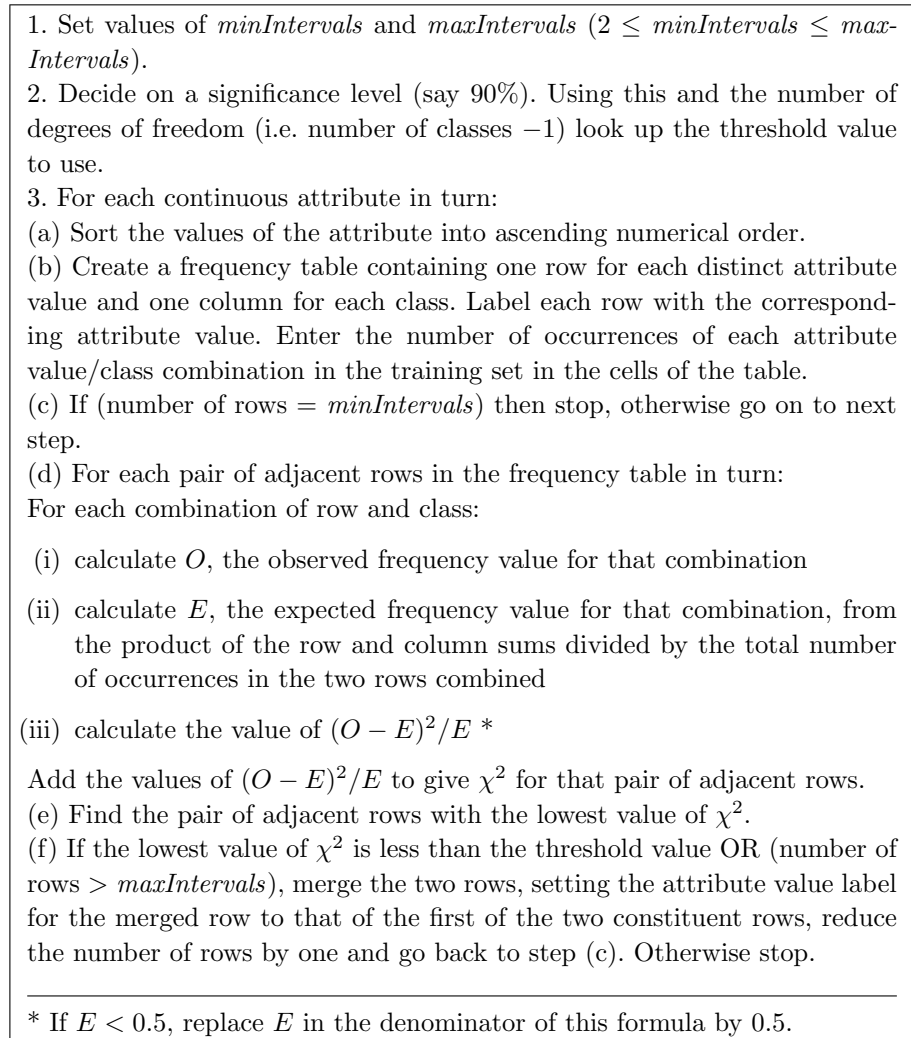 1. Set values of minIntervals and maxIntervals (2 ≤ minIntervals ≤ max-
Intervals).
2. Decide on a significance level (say 90%). Using this and the number of
degrees of freedom (i.e. number of classes −1) look up the threshold value
to use.
3. For each continuous attribute in turn:
(a) Sort the values of the attribute into ascending numerical order.
(b) Create a frequency table containing one row for each distinct attribute
value and one column for each class. Label each row with the correspond-
ing attribute value. Enter the number of occurrences of each attribute
value/class combination in the training set in the cells of the table.
(c) If (number of rows = minIntervals) then stop, otherwise go on to next
step.
(d) For each pair of adjacent rows in the frequency table in turn:
For each combination of row and class:
(i) calculate O, the observed frequency value for that combination
(ii) calculate E, the expected frequency value for that combination, from
the product of the row and column sums divided by the total number
of occurrences in the two rows combined
(iii) calculate the value of (O − E)²/E *
Add the values of (O − E)²/E to give χ² for that pair of adjacent rows.
(e) Find the pair of adjacent rows with the lowest value of χ².
(f) If the lowest value of χ² is less than the threshold value OR (number of
rows > maxIntervals), merge the two rows, setting the attribute value label
for the merged row to that of the first of the two constituent rows, reduce
the number of rows by one and go back to step (c). Otherwise stop.
* If E < 0.5, replace E in the denominator of this formula by 0.5.